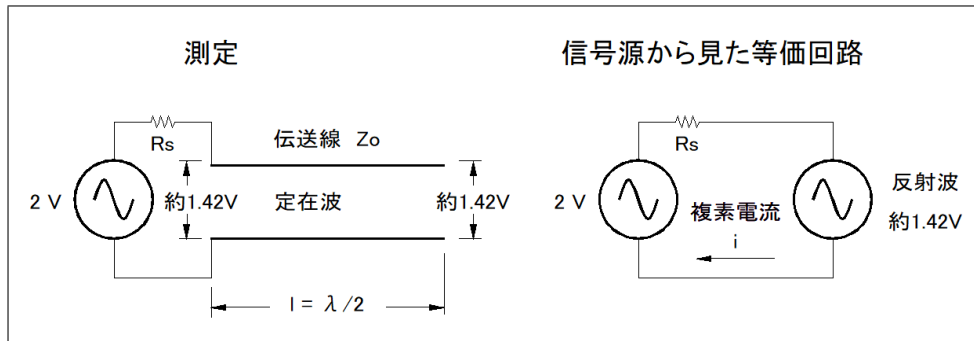 測定
信号源から見た等価回路
Rs
伝送線 Zo
2 V
約1.42V
定在波
約1.42V
l = λ/2
Rs
2 V
複素電流
i
反射波
約1.42V